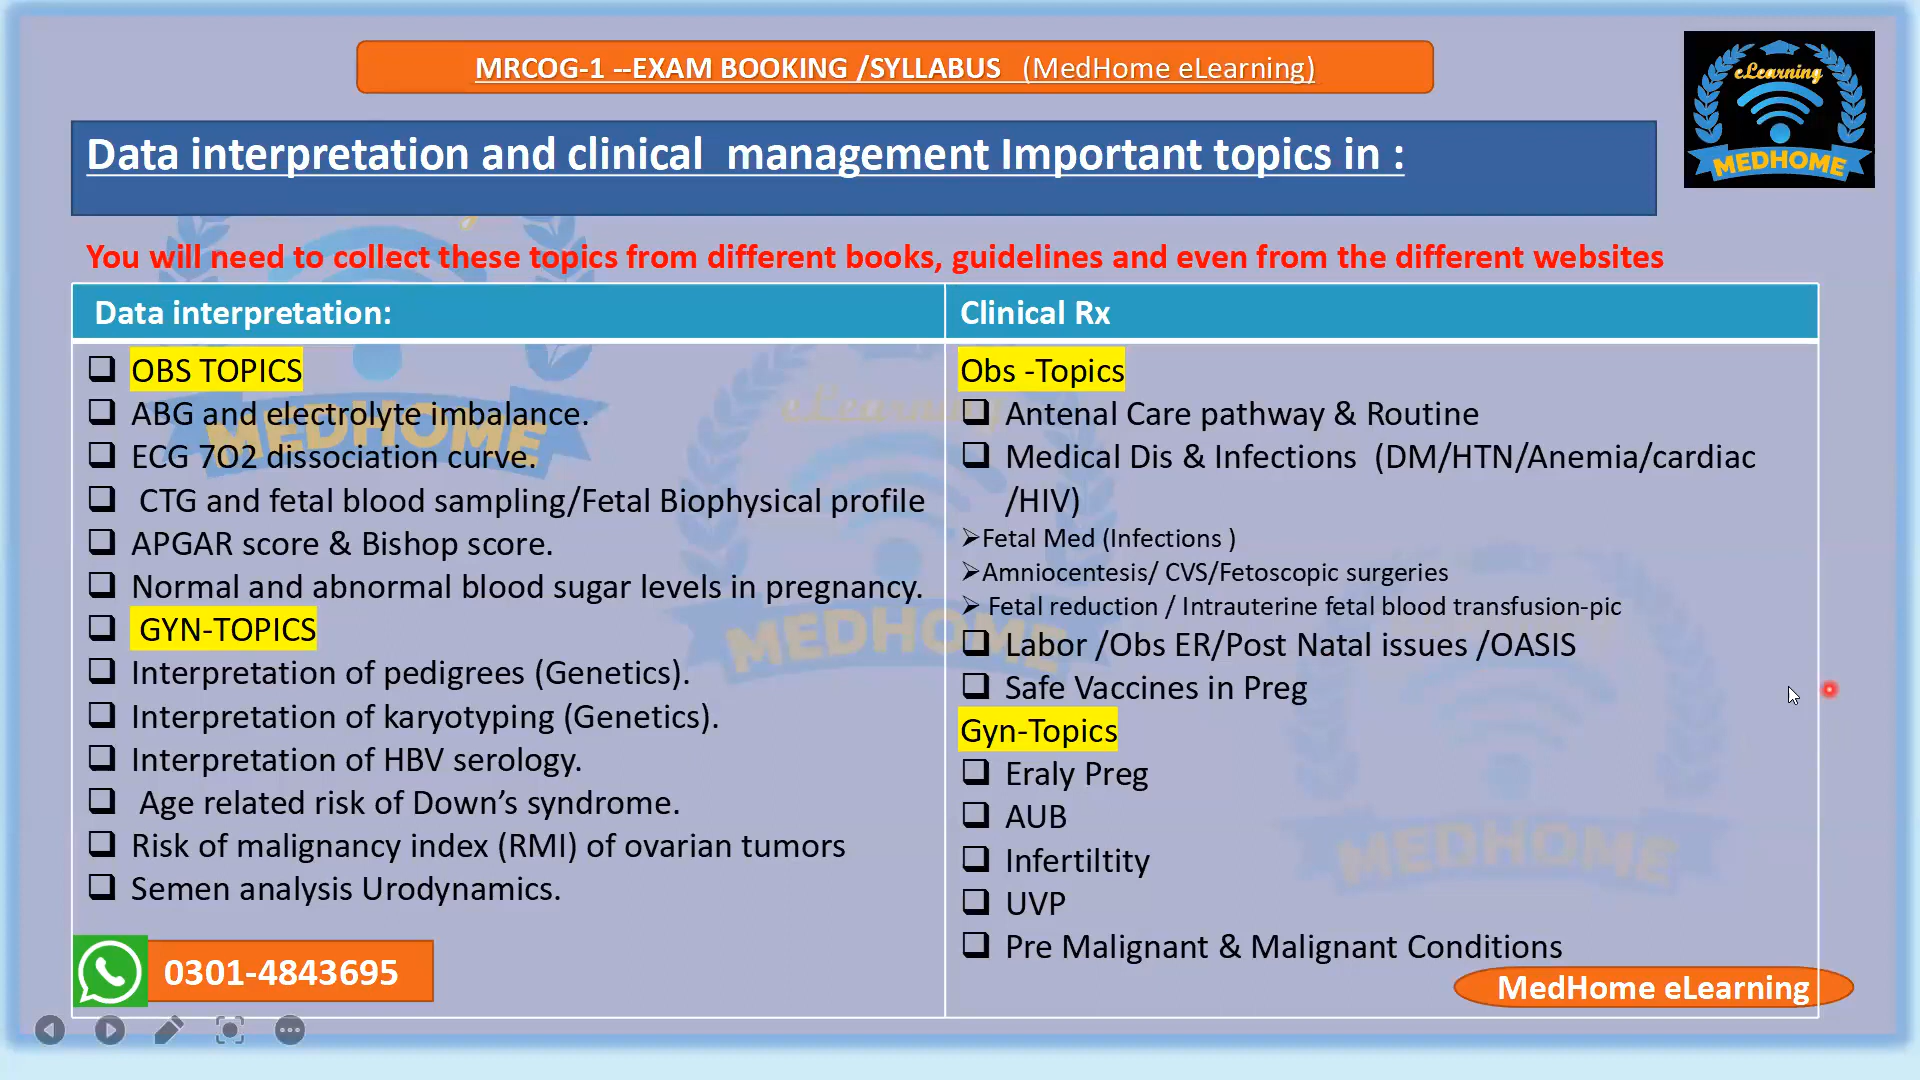 MRCOG-1 --EXAM BOOKING /SYLLABUS (MedHome eLearning)
eLearning
MEDHOME
Data interpretation and clinical management Important topics in :
You will need to collect these topics from different books, guidelines and even from the different websites
Data interpretation:
OBS TOPICS
ABG and electrolyte imbalance.
ECG 7O2 dissociation curve.
CTG and fetal blood sampling/Fetal Biophysical profile
APGAR score & Bishop score.
Normal and abnormal blood sugar levels in pregnancy.
GYN-TOPICS
Interpretation of pedigrees (Genetics).
Interpretation of karyotyping (Genetics).
Interpretation of HBV serology.
Age related risk of Down’s syndrome.
Risk of malignancy index (RMI) of ovarian tumors
Semen analysis Urodynamics.
Clinical Rx
Obs -Topics
Antenal Care pathway & Routine
Medical Dis & Infections (DM/HTN/Anemia/cardiac
/HIV)
Fetal Med (Infections )
Amniocentesis/ CVS/Fetoscopic surgeries
Fetal reduction / Intrauterine fetal blood transfusion-pic
Labor /Obs ER/Post Natal issues /OASIS
Safe Vaccines in Preg
Gyn-Topics
Eraly Preg
AUB
Infertiltity
UVP
Pre Malignant & Malignant Conditions
0301-4843695
MedHome eLearning
MEDHOME
eLearning
MEDHOME
MEDHOME